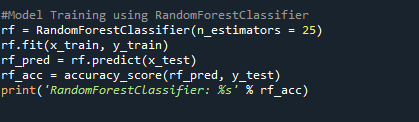 #Model Training using RandomForestClassifier
rf = RandomForestClassifier(n_estimators = 25)
rf.fit(x_train, y_train)
rf_pred = rf.predict(x_test)
rf_acc = accuracy_score(rf_pred, y_test)
print('RandomForestClassifier: %s' % rf_acc)